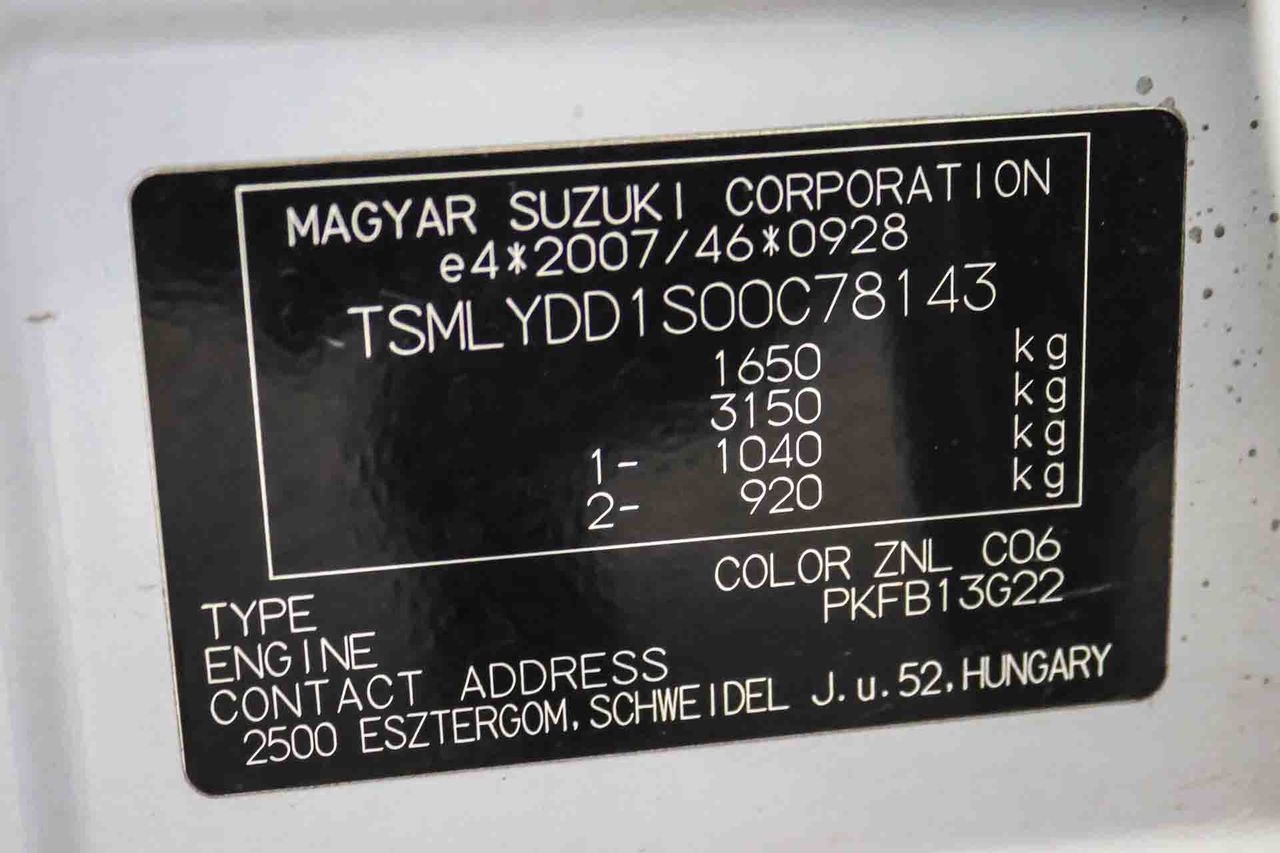 MAGYAR SUZUKI CORPORATION
e4*2007/46*0928
TSMLYDD1S00C78143
1650 kg
3150 kg
1- 1040 kg
2- 920 kg
COLOR ZNL C06
TYPE PKFB13G22
ENGINE
CONTACT ADDRESS
2500 ESZTERGOM, SCHWEIDEL J. u. 52, HUNGARY